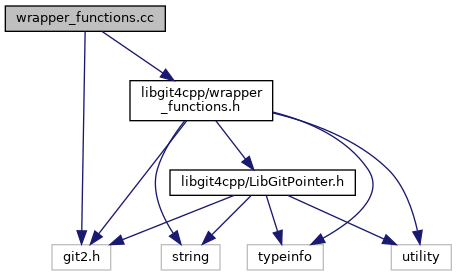 wrapper_functions.cc
libgit4cpp/wrapper
_functions.h
libgit4cpp/LibGitPointer.h
git2.h
string
typeinfo
utility